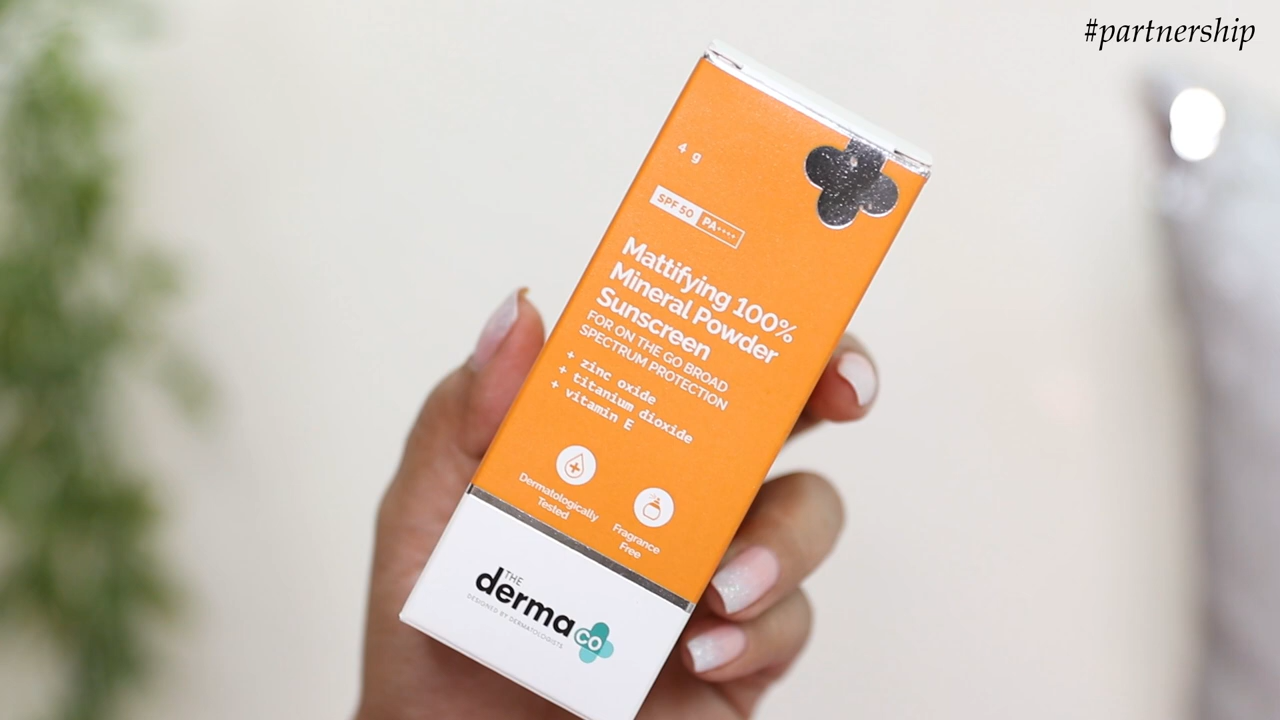 #partnership
4 g
SPF 50 PA++++
Mattifying 100%
Mineral Powder
Sunscreen
FOR ON THE GO BROAD
SPECTRUM PROTECTION
+ zinc oxide
+ titanium dioxide
+ vitamin E
Dermatologically
Tested
Fragrance
Free
THE
derma
co
DESIGNED BY DERMATOLOGISTS